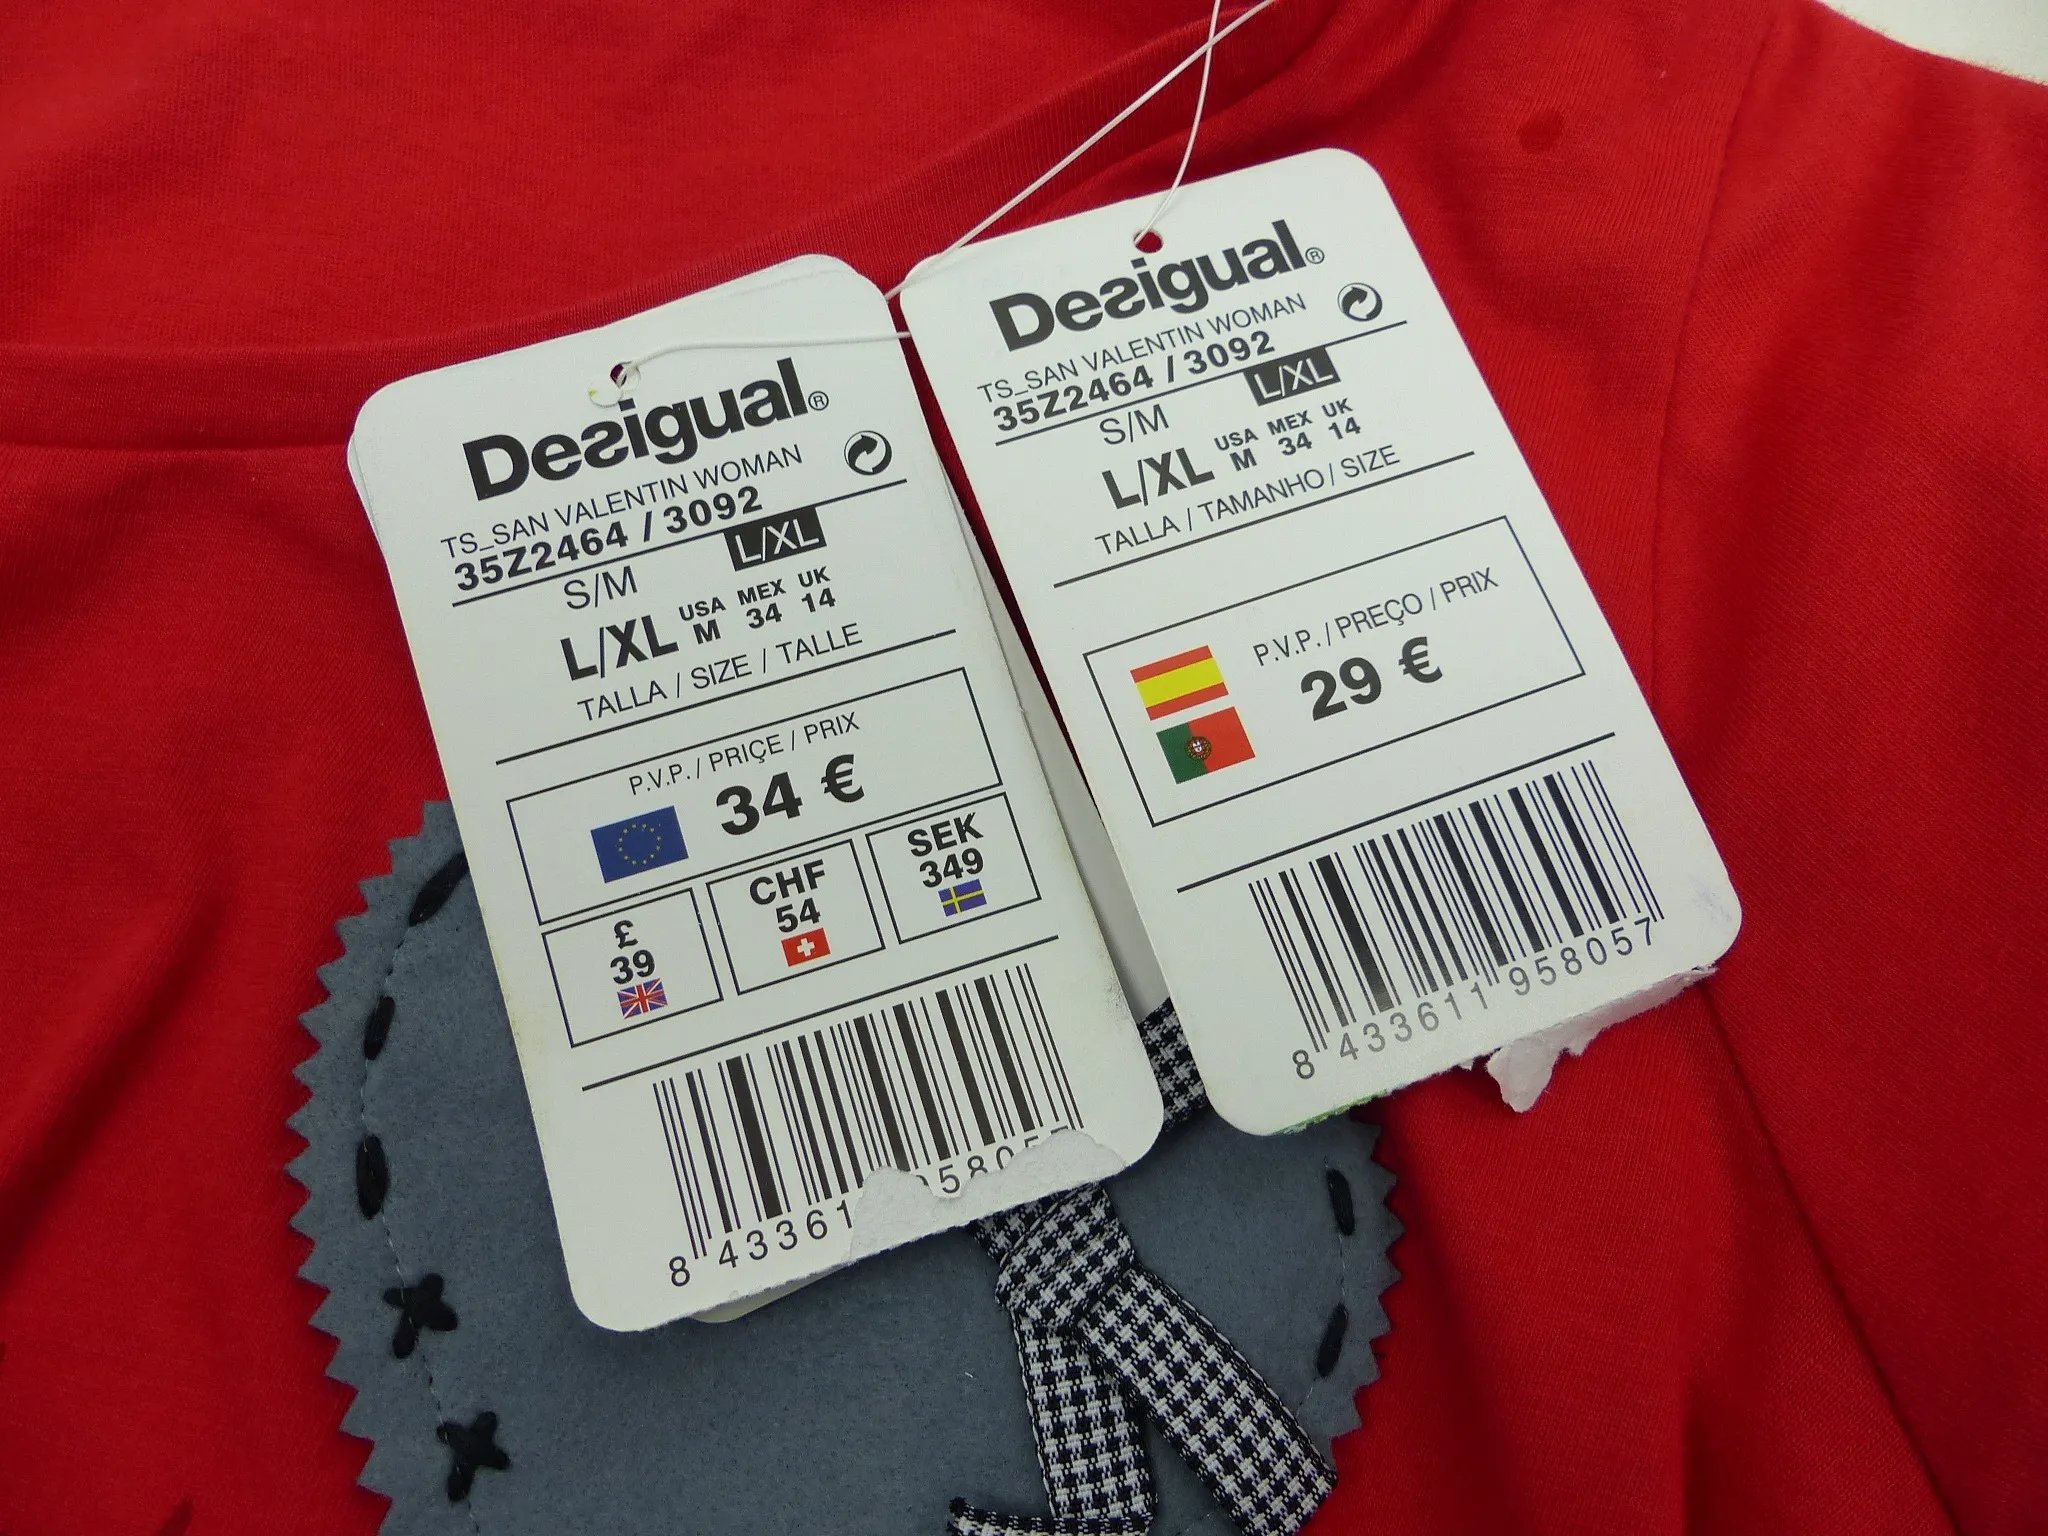 Desigual®
TS_SAN VALENTIN WOMAN
35Z2464 / 3092
S/M L/XL
L/XL USA M MEX 34 UK 14
TALLA / SIZE / TALLE
P.V.P. / PRIÇE / PRIX
34 €
£ 39
CHF 54
SEK 349
8 43361 958057
Desigual®
TS_SAN VALENTIN WOMAN
35Z2464 / 3092
S/M L/XL
L/XL USA M MEX 34 UK 14
TALLA / TAMANHO / SIZE
P.V.P. / PREÇO / PRIX
29 €
8 433611 958057